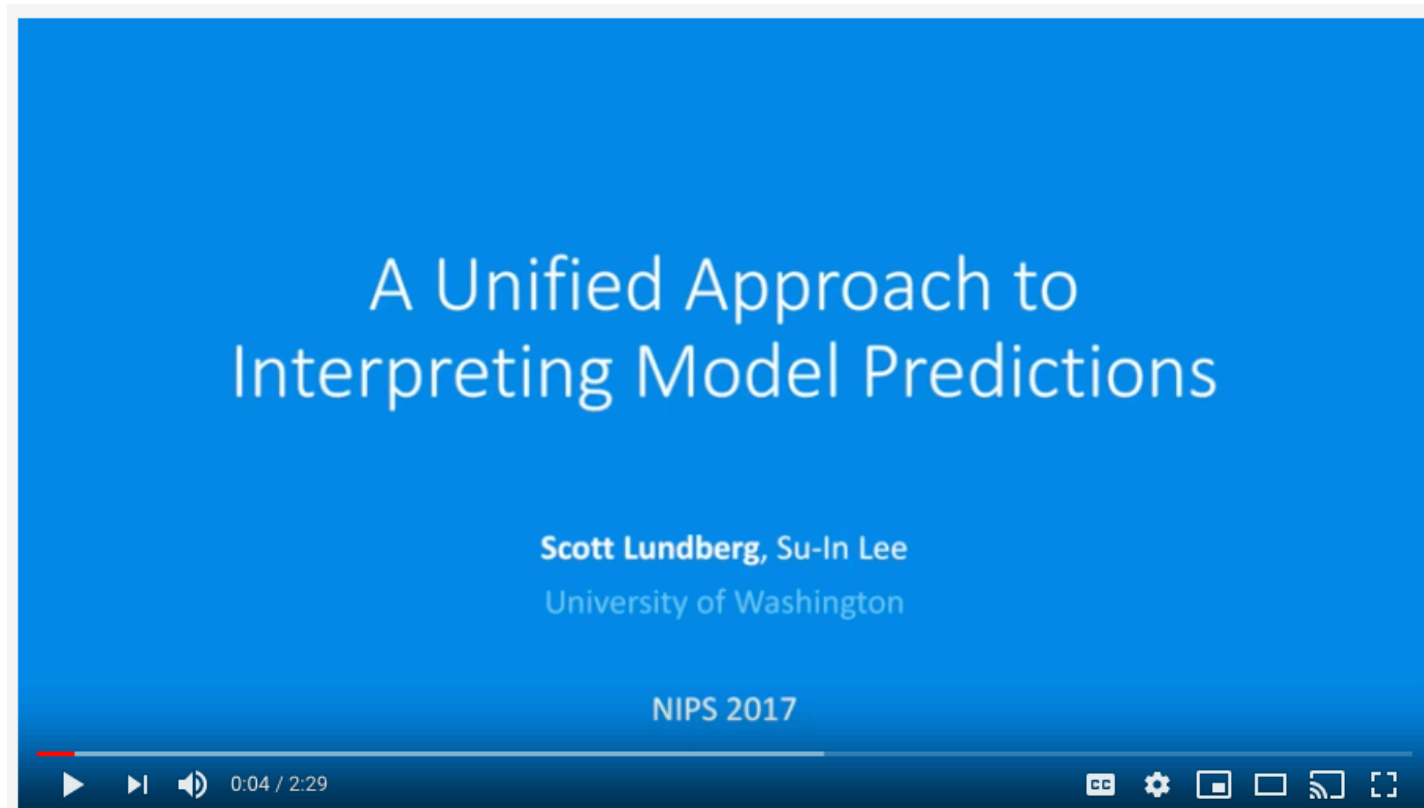 A Unified Approach to
Interpreting Model Predictions
Scott Lundberg, Su-In Lee
University of Washington
NIPS 2017
0:04 / 2:29
CC